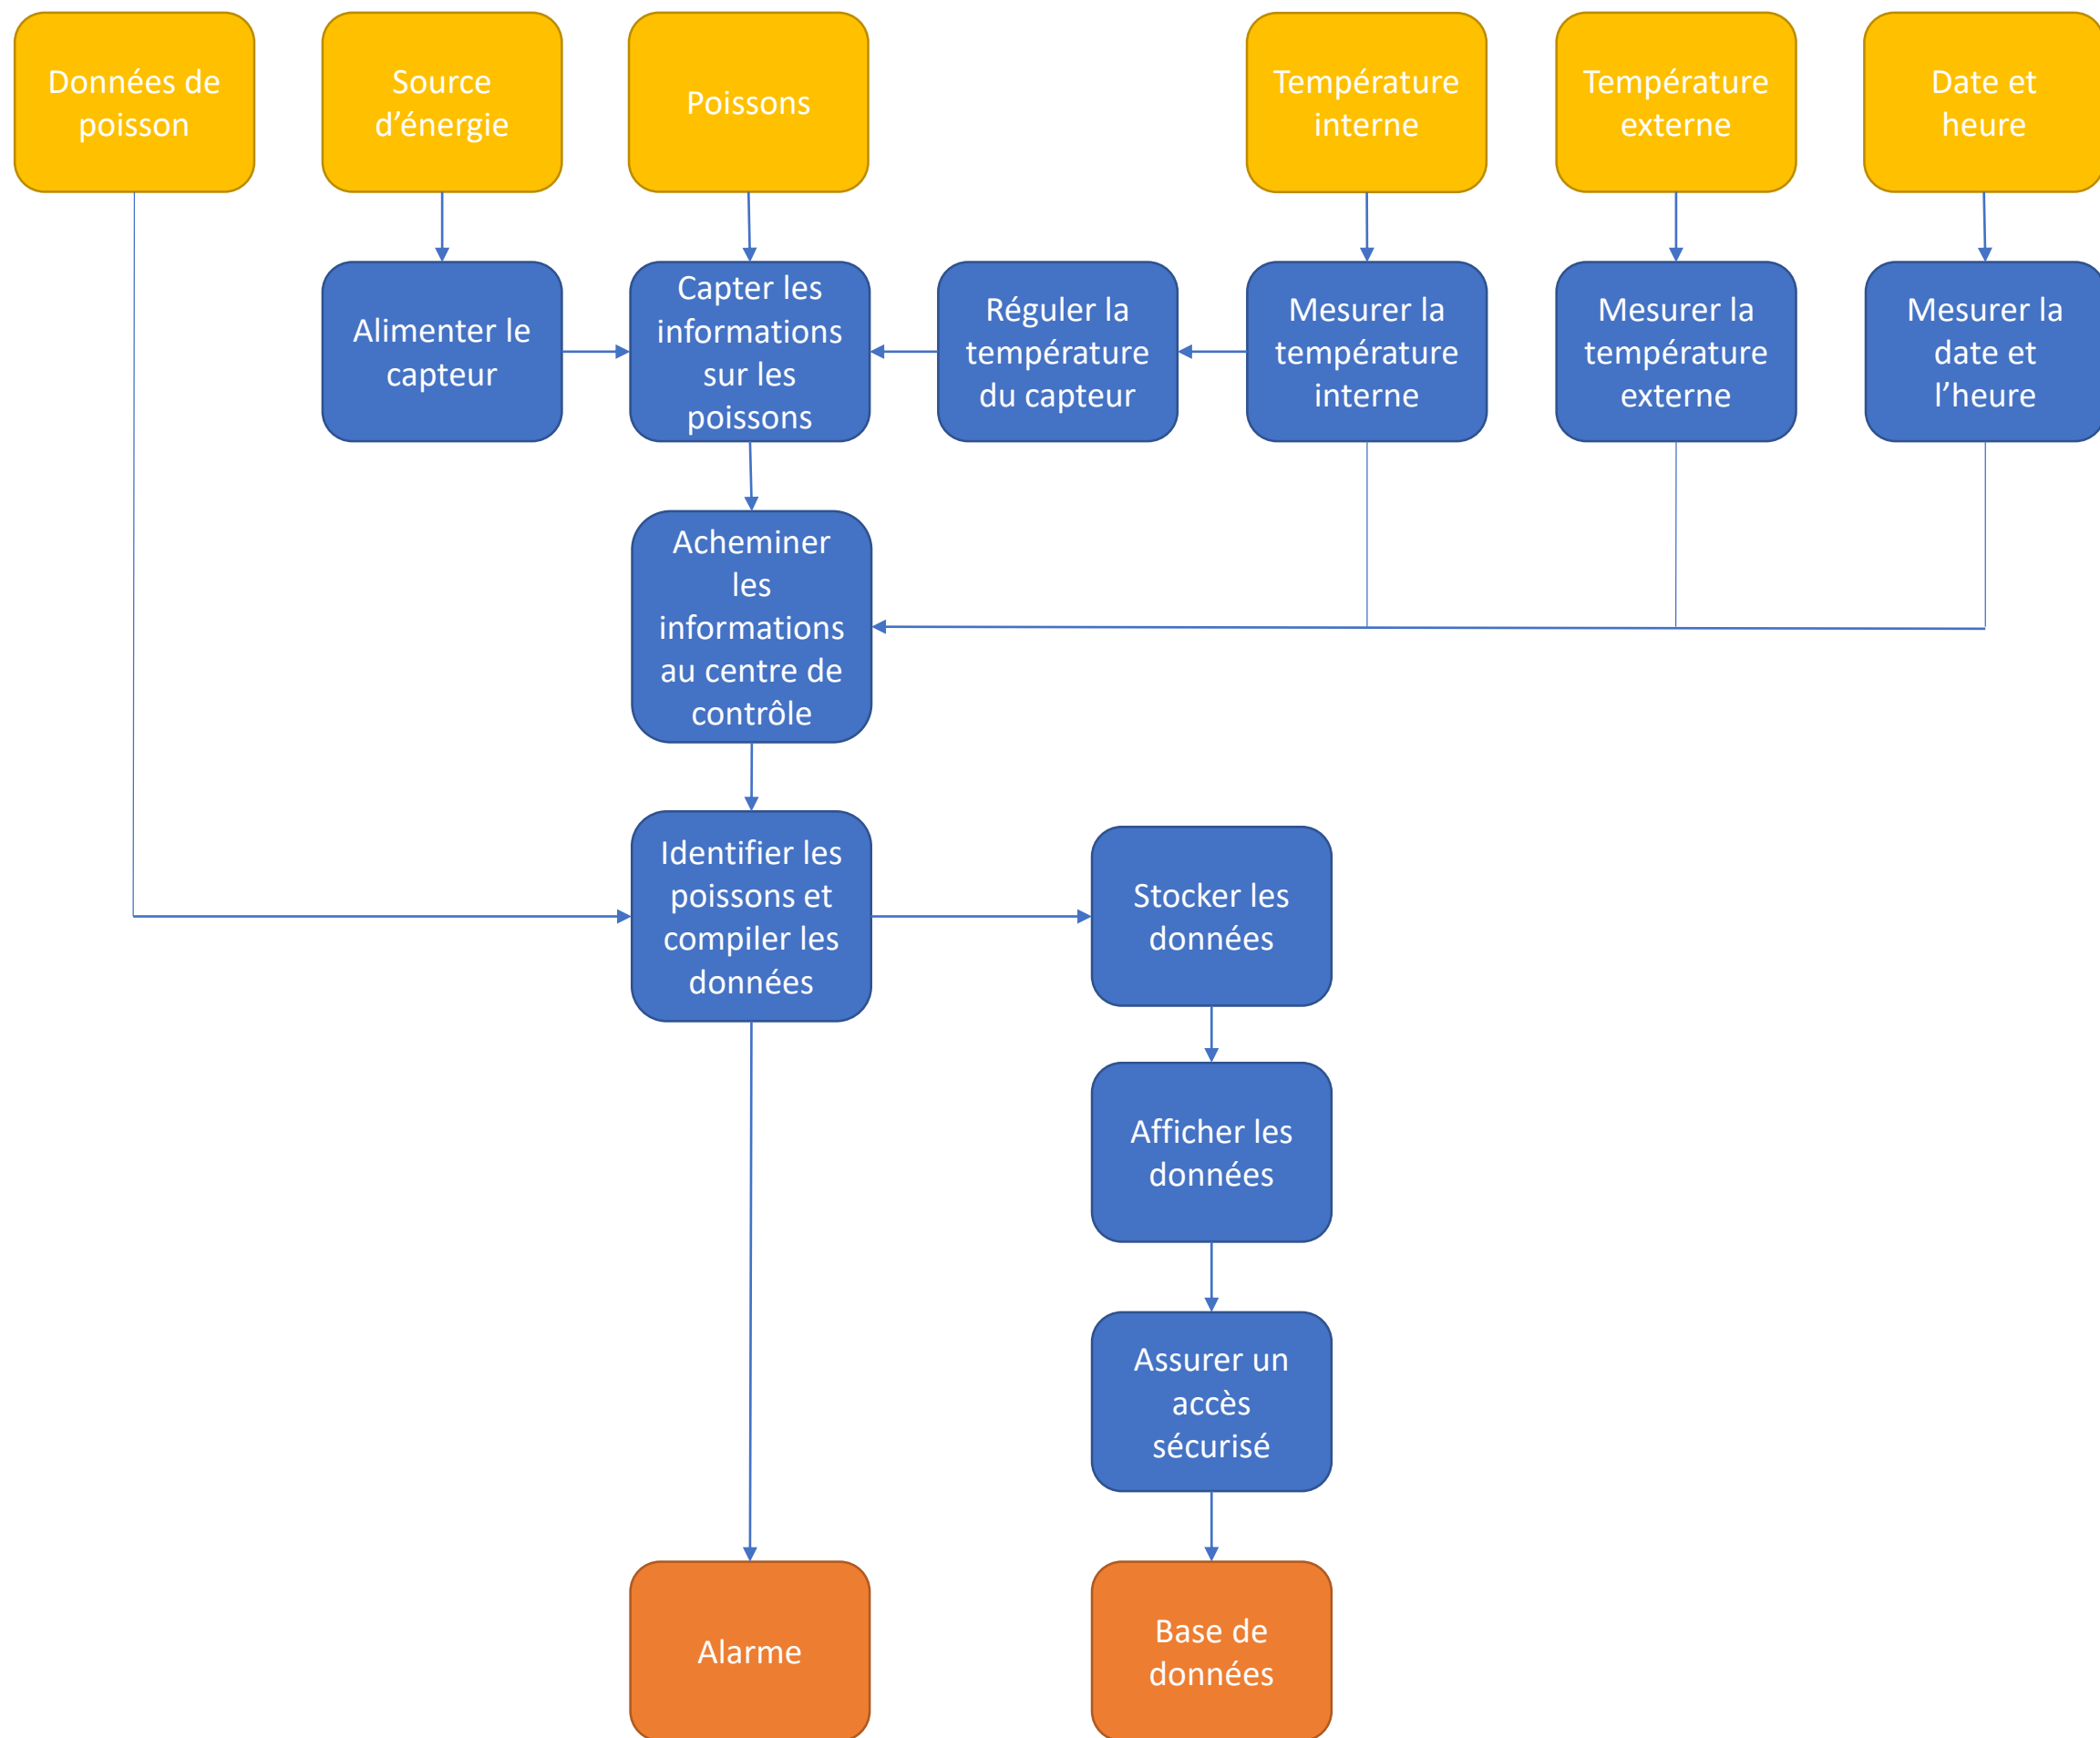 Données de
poisson
Source
d’énergie
Poissons
Température
interne
Température
externe
Date et
heure
Alimenter le
capteur
Capter les
informations
sur les
poissons
Réguler la
température
du capteur
Mesurer la
température
interne
Mesurer la
température
externe
Mesurer la
date et
l’heure
Acheminer
les
informations
au centre de
contrôle
Identifier les
poissons et
compiler les
données
Stocker les
données
Afficher les
données
Assurer un
accès
sécurisé
Alarme
Base de
données